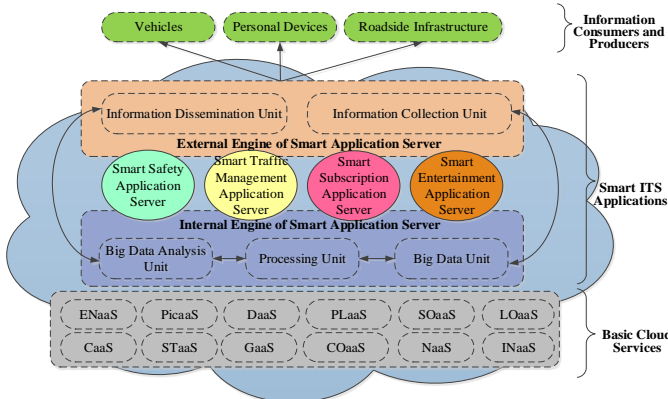 Vehicles
Personal Devices
Roadside Infrastructure
Information
Consumers and
Producers
Information Dissemination Unit
Information Collection Unit
External Engine of Smart Application Server
Smart Safety
Application
Server
Smart Traffic
Management
Application
Server
Smart
Subscription
Application
Server
Smart
Entertainment
Application
Server
Smart ITS
Applications
Internal Engine of Smart Application Server
Big Data Analysis
Unit
Processing Unit
Big Data Unit
ENaaS
PicaaS
DaaS
PLaaS
SOaaS
LOaaS
CaaS
STaaS
GaaS
COaaS
NaaS
INaaS
Basic Cloud
Services